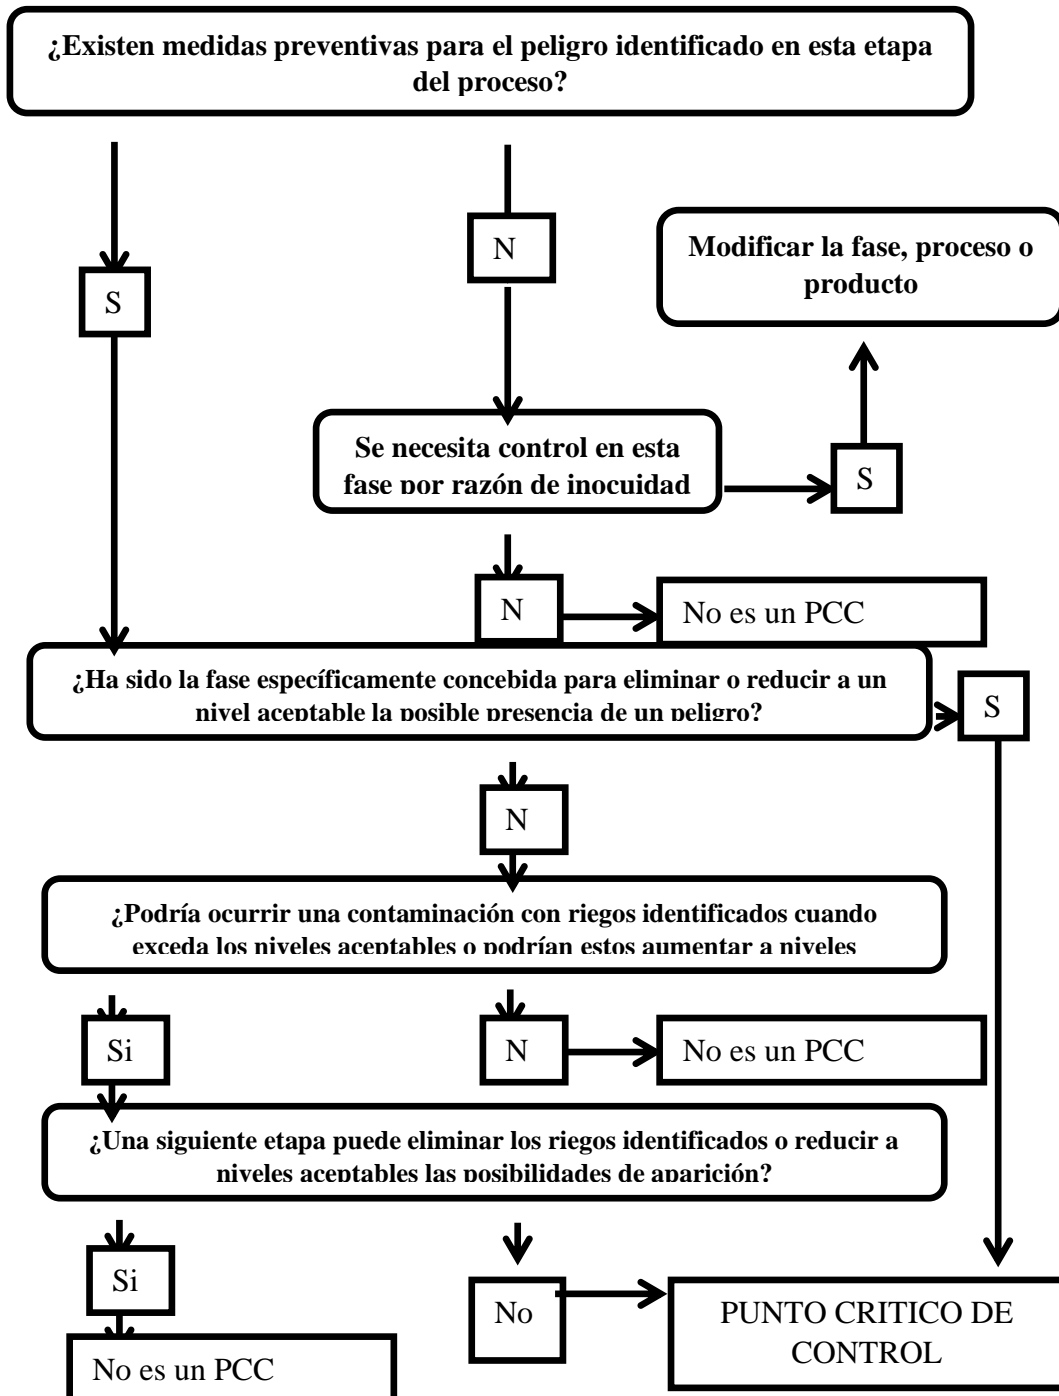 ¿Existen medidas preventivas para el peligro identificado en esta etapa
del proceso?
N
Modificar la fase, proceso o
producto
S
Se necesita control en esta
fase por razón de inocuidad
S
N
No es un PCC
¿Ha sido la fase específicamente concebida para eliminar o reducir a un
nivel aceptable la posible presencia de un peligro?
S
N
¿Podría ocurrir una contaminación con riegos identificados cuando
exceda los niveles aceptables o podrían estos aumentar a niveles
Si
N
No es un PCC
¿Una siguiente etapa puede eliminar los riegos identificados o reducir a
niveles aceptables las posibilidades de aparición?
Si
No
PUNTO CRITICO DE
CONTROL
No es un PCC